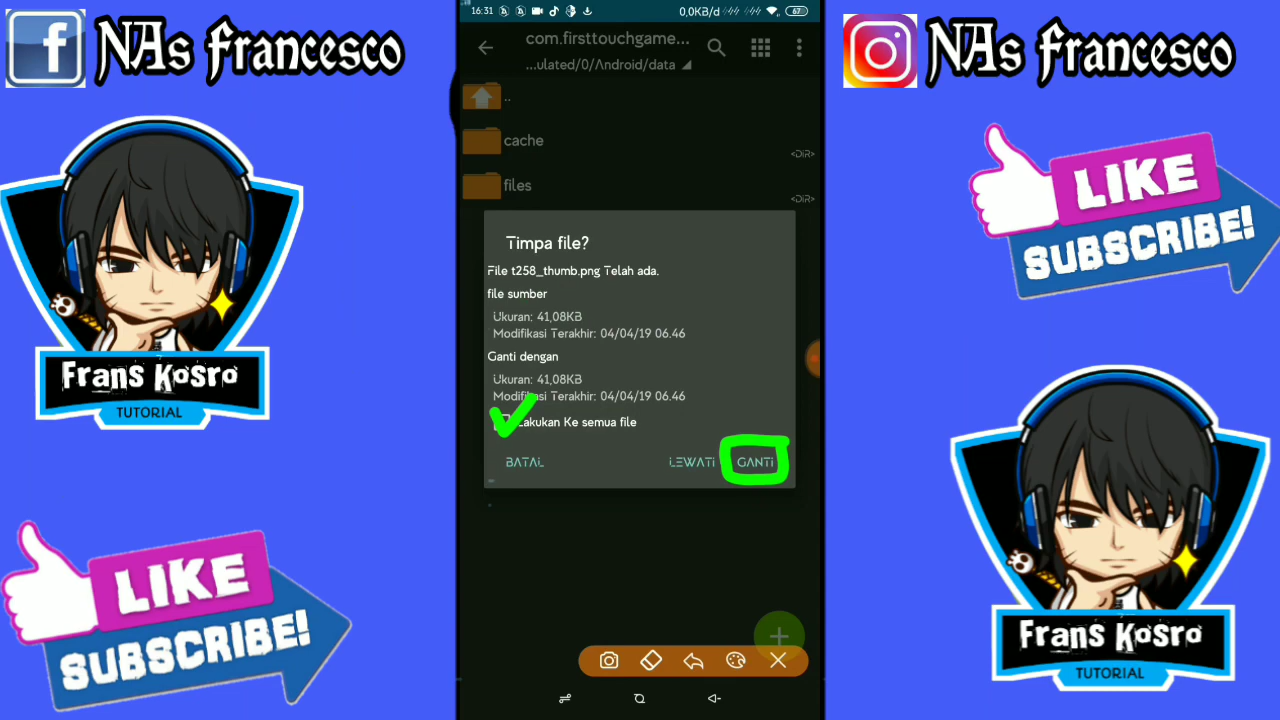 NAs Francesco
NAs Francesco
16:31
0,0KB/d
67
com.firsttouchgame...
...ulated/0/Android/data
..
cache
<DIR>
files
<DIR>
Timpa file?
File t258_thumb.png Telah ada.
file sumber
Ukuran: 41,08KB
Modifikasi Terakhir: 04/04/19 06.46
Ganti dengan
Ukuran: 41,08KB
Modifikasi Terakhir: 04/04/19 06.46
Lakukan Ke semua file
BATAL
LEWATI
GANTI
Frans Kosro
TUTORIAL
LIKE
SUBSCRIBE!
LIKE
SUBSCRIBE!
Frans Kosro
TUTORIAL